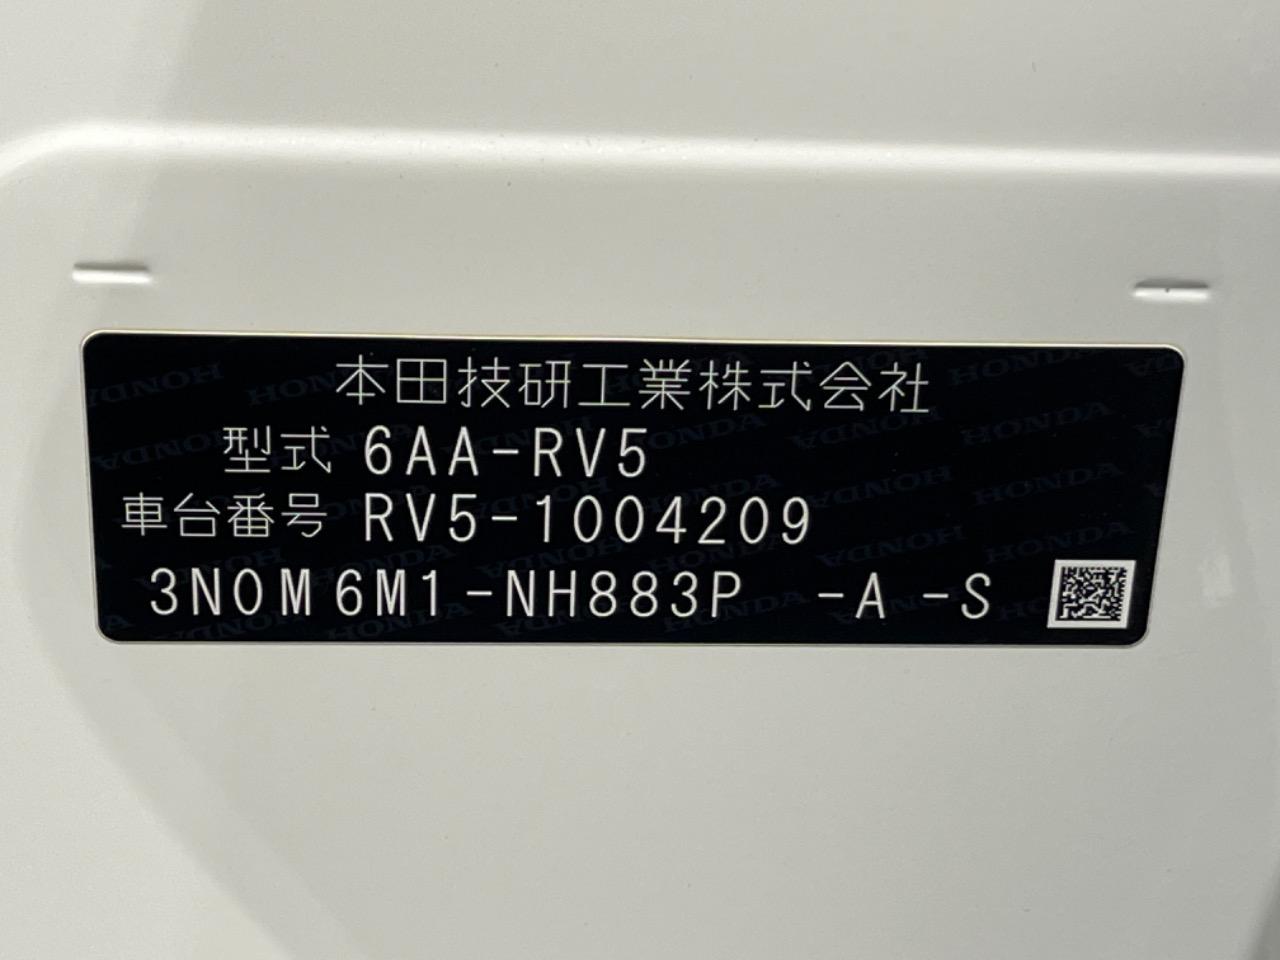 本田技研工業株式会社
型式 6AA-RV5
車台番号 RV5-1004209
3N0M6M1-NH883P -A -S